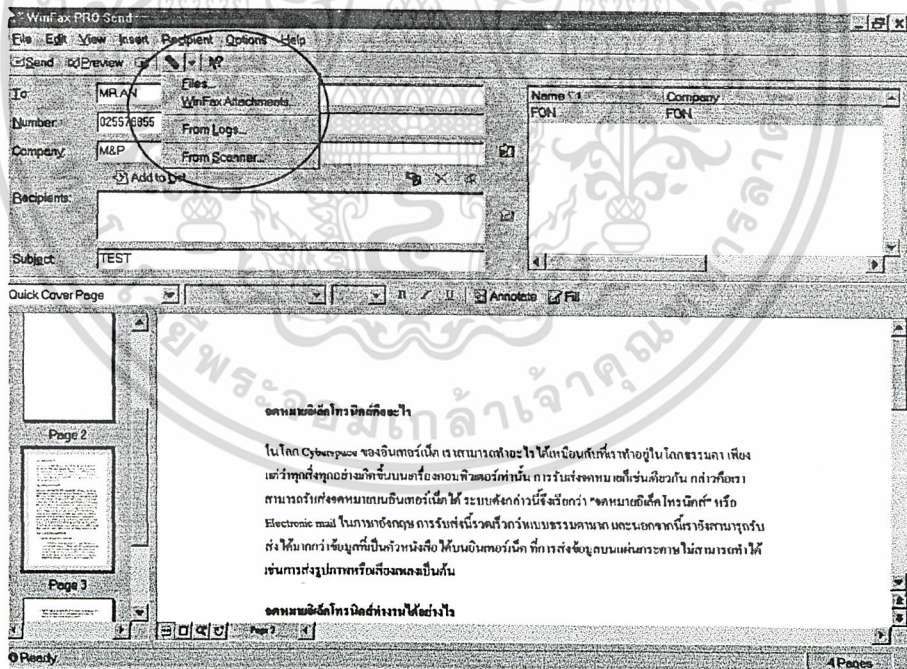 WinFax PRO Send
File Edit View Insert Recipient Options Help
Send Preview
Files...
WinFax Attachments...
From Logs...
From Scanner...
To: MR.AN
Number: 025576855
Company: M&P
Add to List
Recipients:
Subject: TEST
Name Company
FON FON
Quick Cover Page
Annotate Fill
Page 2
Page 3
จดหมายอิเล็กโทรนิคส์คืออะไร
ในโลก Cyberspace ของอินเตอร์เน็ต เราสามารถทำอะไรได้เหมือนกับที่เราทำอยู่ในโลกธรรมดา เพียง
แต่ว่าทุกสิ่งทุกอย่างเกิดขึ้นบนเครื่องคอมพิวเตอร์เท่านั้น การรับส่งจดหมายก็เช่นเดียวกัน กล่าวคือเรา
สามารถรับส่งจดหมายบนอินเตอร์เน็ตได้ ระบบดังกล่าวนี้จึงเรียกว่า "จดหมายอิเล็คโทรนิคส์" หรือ
Electronic mail ในภาษาอังกฤษ การรับส่งนี้รวดเร็วกว่าแบบธรรมดามาก และนอกจากนี้เรายังสามารถรับ
ส่งได้มากกว่าข้อมูลที่เป็นตัวหนังสือได้บนอินเตอร์เน็ต ที่การส่งข้อมูลบนแผ่นกระดาษไม่สามารถทำได้
เช่นการส่งรูปภาพหรือเสียงเพลงเป็นต้น
จดหมายอิเล็กโทรนิคส์ทำงานได้อย่างไร
Ready
4 Pages